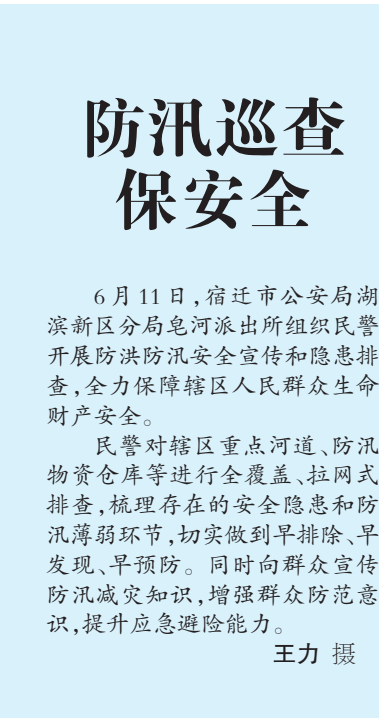 防汛巡查
保安全
6月11日,宿迁市公安局湖
滨新区分局皂河派出所组织民警
开展防洪防汛安全宣传和隐患排
查,全力保障辖区人民群众生命
财产安全。
民警对辖区重点河道、防汛
物资仓库等进行全覆盖、拉网式
排查,梳理存在的安全隐患和防
汛薄弱环节,切实做到早排除、早
发现、早预防。同时向群众宣传
防汛减灾知识,增强群众防范意
识,提升应急避险能力。
王力 摄